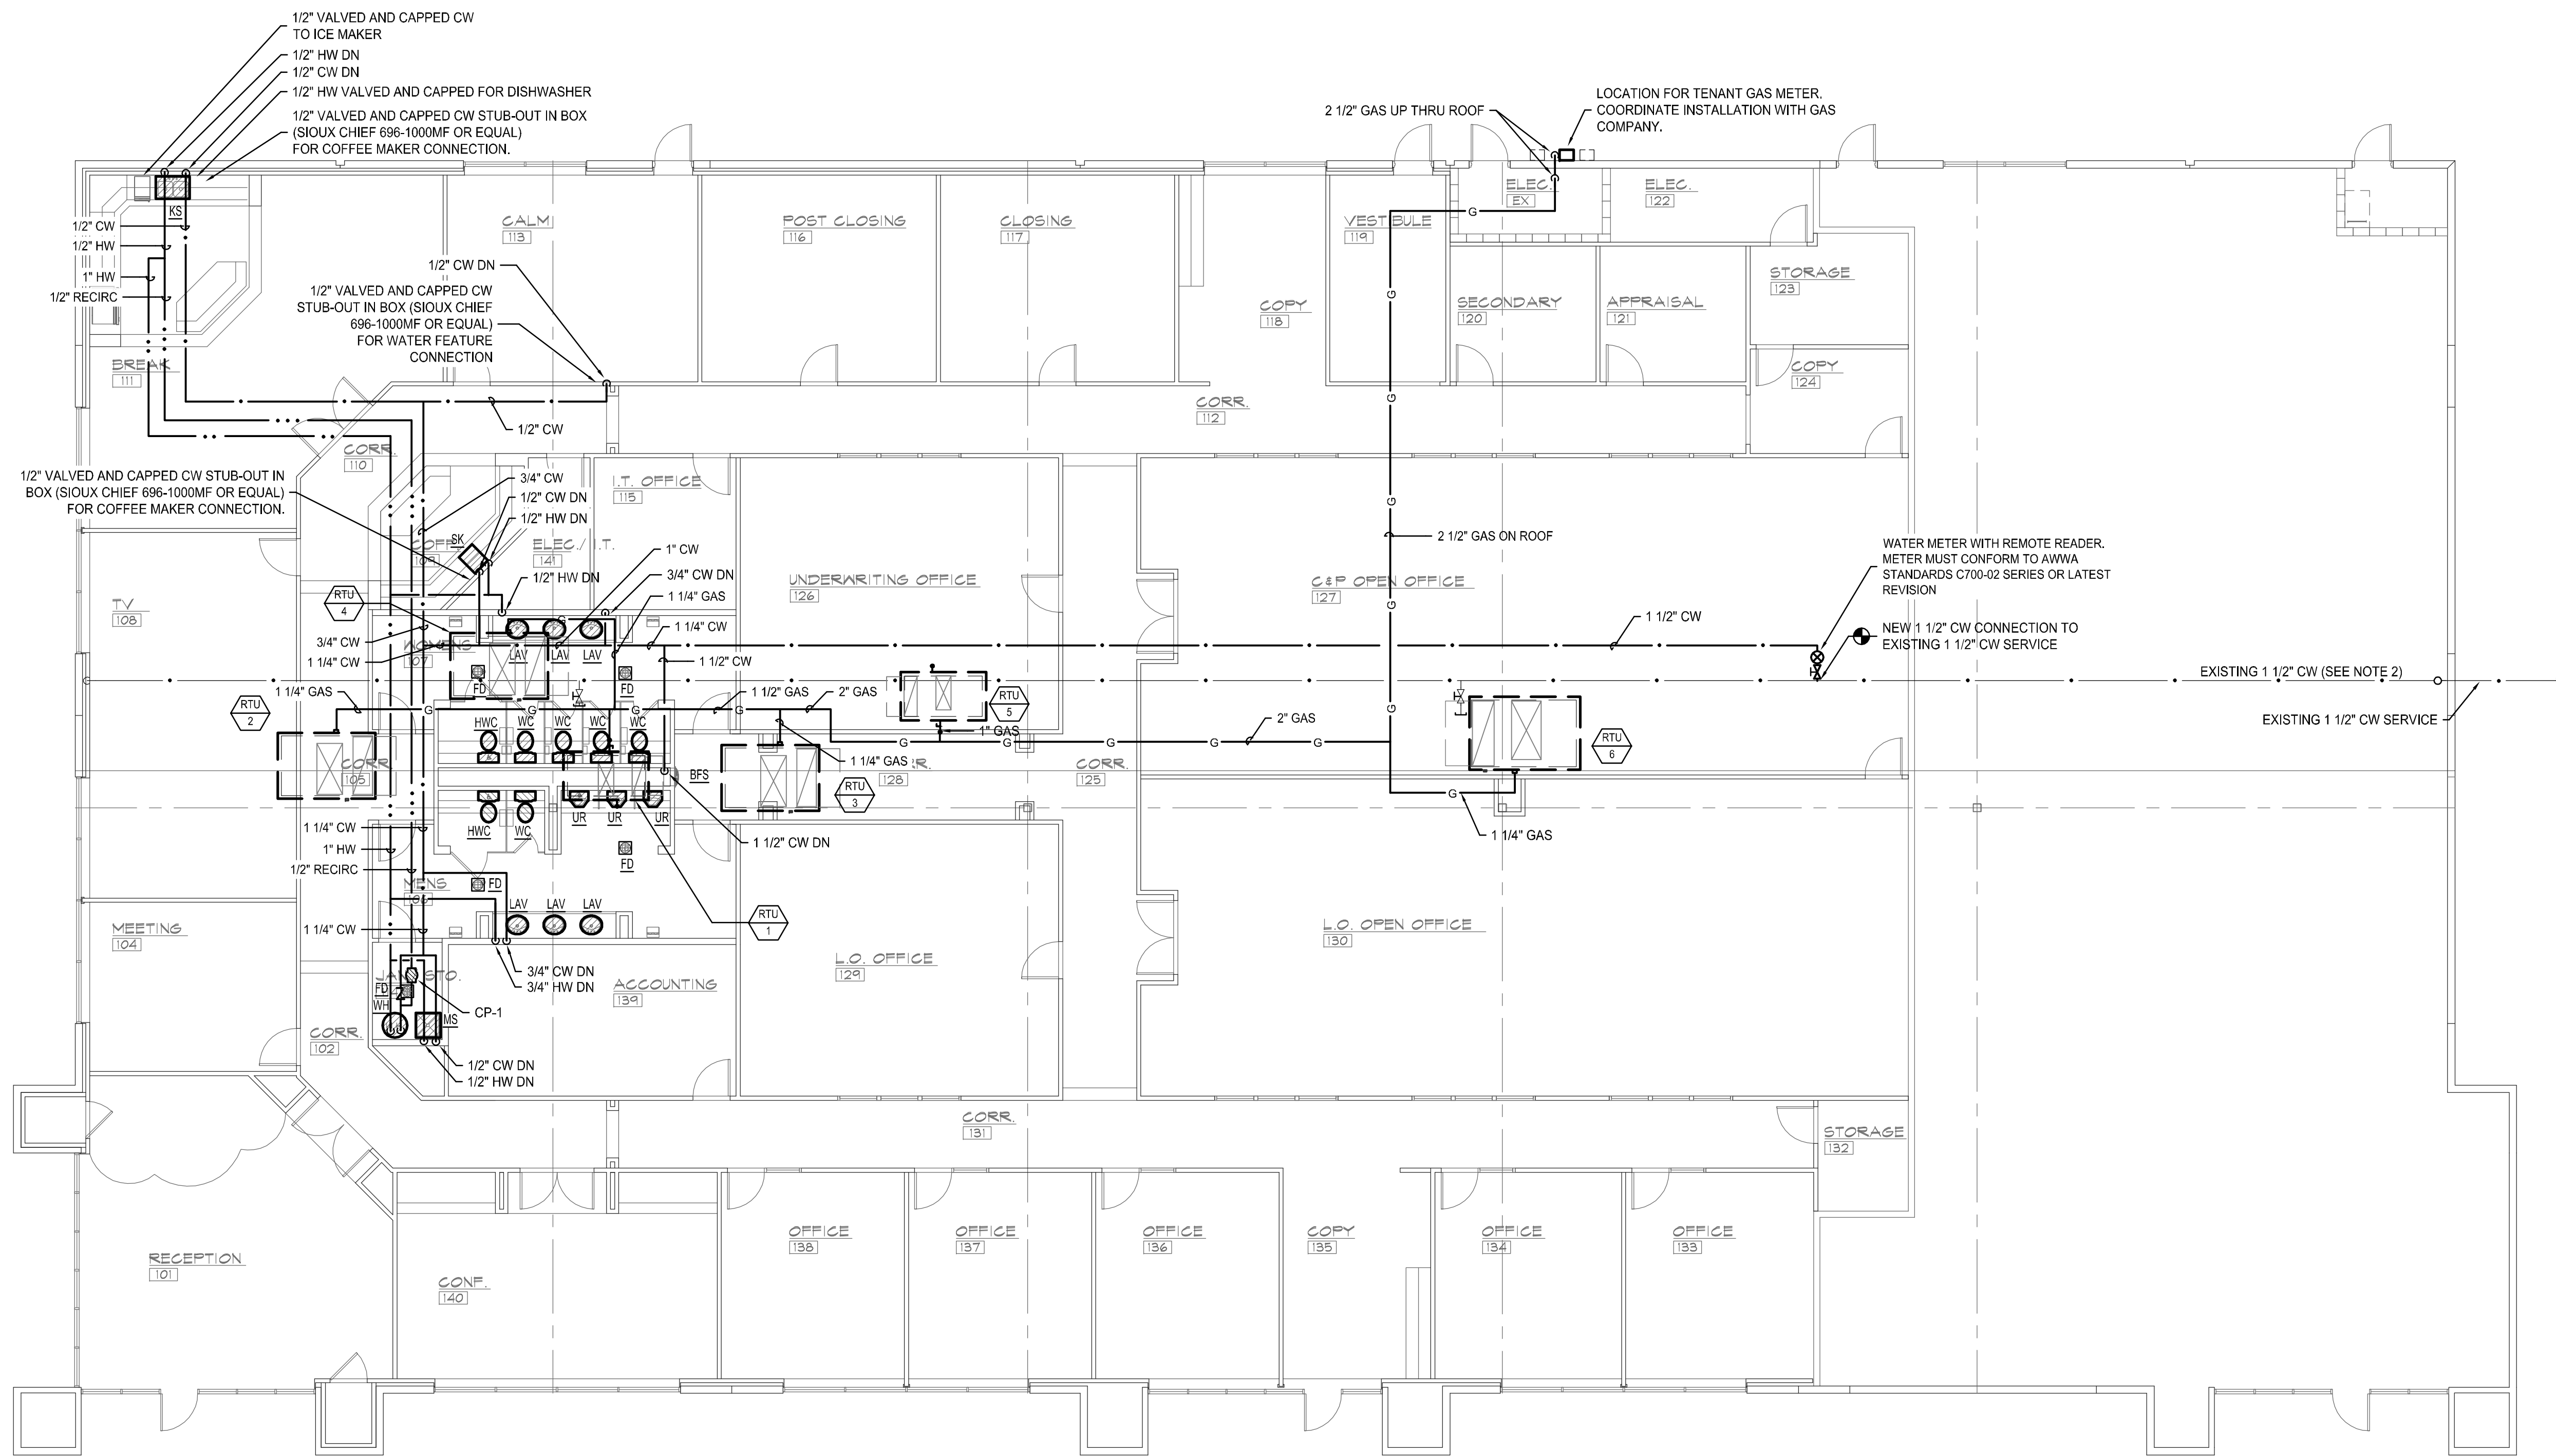 1/2" VALVED AND CAPPED CW
TO ICE MAKER
1/2" HW DN
1/2" CW DN
1/2" HW VALVED AND CAPPED FOR DISHWASHER
1/2" VALVED AND CAPPED CW STUB-OUT IN BOX
(SIOUX CHIEF 696-1000MF OR EQUAL)
FOR COFFEE MAKER CONNECTION.
2 1/2" GAS UP THRU ROOF
LOCATION FOR TENANT GAS METER.
COORDINATE INSTALLATION WITH GAS
COMPANY.
KS
1/2" CW
1/2" HW
1" HW
1/2" RECIRC
BREAK
111
CALM
113
POST CLOSING
116
CLOSING
117
VESTIBULE
119
ELEC.
EX
ELEC.
122
G
1/2" CW DN
1/2" VALVED AND CAPPED CW
STUB-OUT IN BOX (SIOUX CHIEF
696-1000MF OR EQUAL)
FOR WATER FEATURE
CONNECTION
COPY
118
G
SECONDARY
120
APPRAISAL
121
STORAGE
123
COPY
124
G
1/2" CW
CORR.
112
CORR.
110
1/2" VALVED AND CAPPED CW STUB-OUT IN
BOX (SIOUX CHIEF 696-1000MF OR EQUAL)
FOR COFFEE MAKER CONNECTION.
3/4" CW
1/2" CW DN
1/2" HW DN
I.T. OFFICE
115
G
2 1/2" GAS ON ROOF
SK
109
ELEC./ I.T.
141
1" CW
1/2" HW DN
3/4" CW DN
1 1/4" GAS
UNDERWRITING OFFICE
126
C&P OPEN OFFICE
127
G
WATER METER WITH REMOTE READER.
METER MUST CONFORM TO AWWA
STANDARDS C700-02 SERIES OR LATEST
REVISION
RTU
4
TV
108
G
3/4" CW
1 1/4" CW
WOMENS
107
LAV
LAV
LAV
1 1/4" CW
1 1/2" CW
1 1/2" CW
NEW 1 1/2" CW CONNECTION TO
EXISTING 1 1/2" CW SERVICE
G
FD
FD
EXISTING 1 1/2" CW (SEE NOTE 2)
1 1/4" GAS
RTU
2
G
G
G
G
1 1/2" GAS
2" GAS
RTU
5
G
2" GAS
EXISTING 1 1/2" CW SERVICE
HWC
WC
WC
WC
WC
1" GAS
G
G
G
G
G
RTU
6
CORR.
105
BFS
1 1/4" GAS
128
CORR.
125
RTU
3
G
HWC
WC
UR
UR
UR
1 1/4" CW
1" HW
1/2" RECIRC
1 1/2" CW DN
1 1/4" GAS
FD
MENS
106
FD
LAV
LAV
LAV
RTU
1
MEETING
104
1 1/4" CW
L.O. OPEN OFFICE
130
3/4" CW DN
3/4" HW DN
ACCOUNTING
139
L.O. OFFICE
129
FD
WH
CP-1
MS
CORR.
102
1/2" CW DN
1/2" HW DN
CORR.
131
STORAGE
132
RECEPTION
101
CONF.
140
OFFICE
138
OFFICE
137
OFFICE
136
COPY
135
OFFICE
134
OFFICE
133